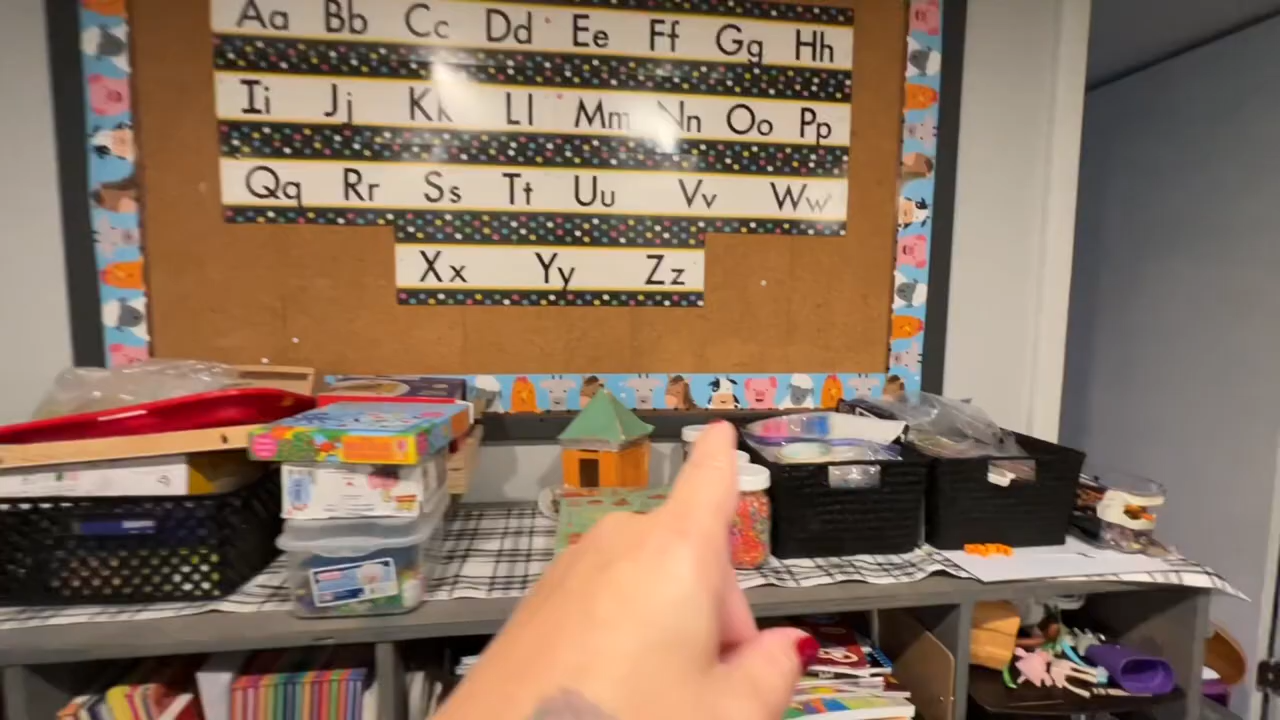 Aa Bb Cc Dd Ee Ff Gg Hh
Ii Jj Kk Ll Mm Nn Oo Pp
Qq Rr Ss Tt Uu Vv Ww
Xx Yy Zz